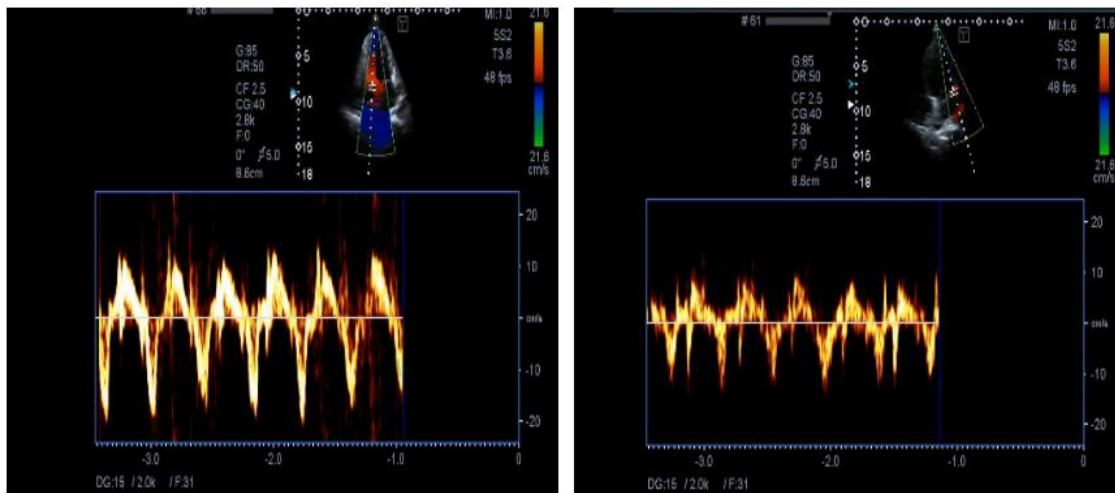 #68
MI:1.0
5S2
T3.6
48 fps
G:85
DR:50
CF 2.5
CG:40
2.8k
F:0
0° 5.0
8.6cm
0
5
10
15
18
21.6
21.6
cm/s
20
10
cm/s
-10
-20
-3.0 -2.0 -1.0 0
DG:15 / 2.0k / F:31
#61
MI:1.0
5S2
T3.6
48 fps
G:85
DR:50
CF 2.5
CG:40
2.8k
F:0
0° 5.0
8.6cm
0
5
10
15
18
21.6
21.6
cm/s
20
10
cm/s
-10
-20
-3.0 -2.0 -1.0 0
DG:15 / 2.0k / F:31